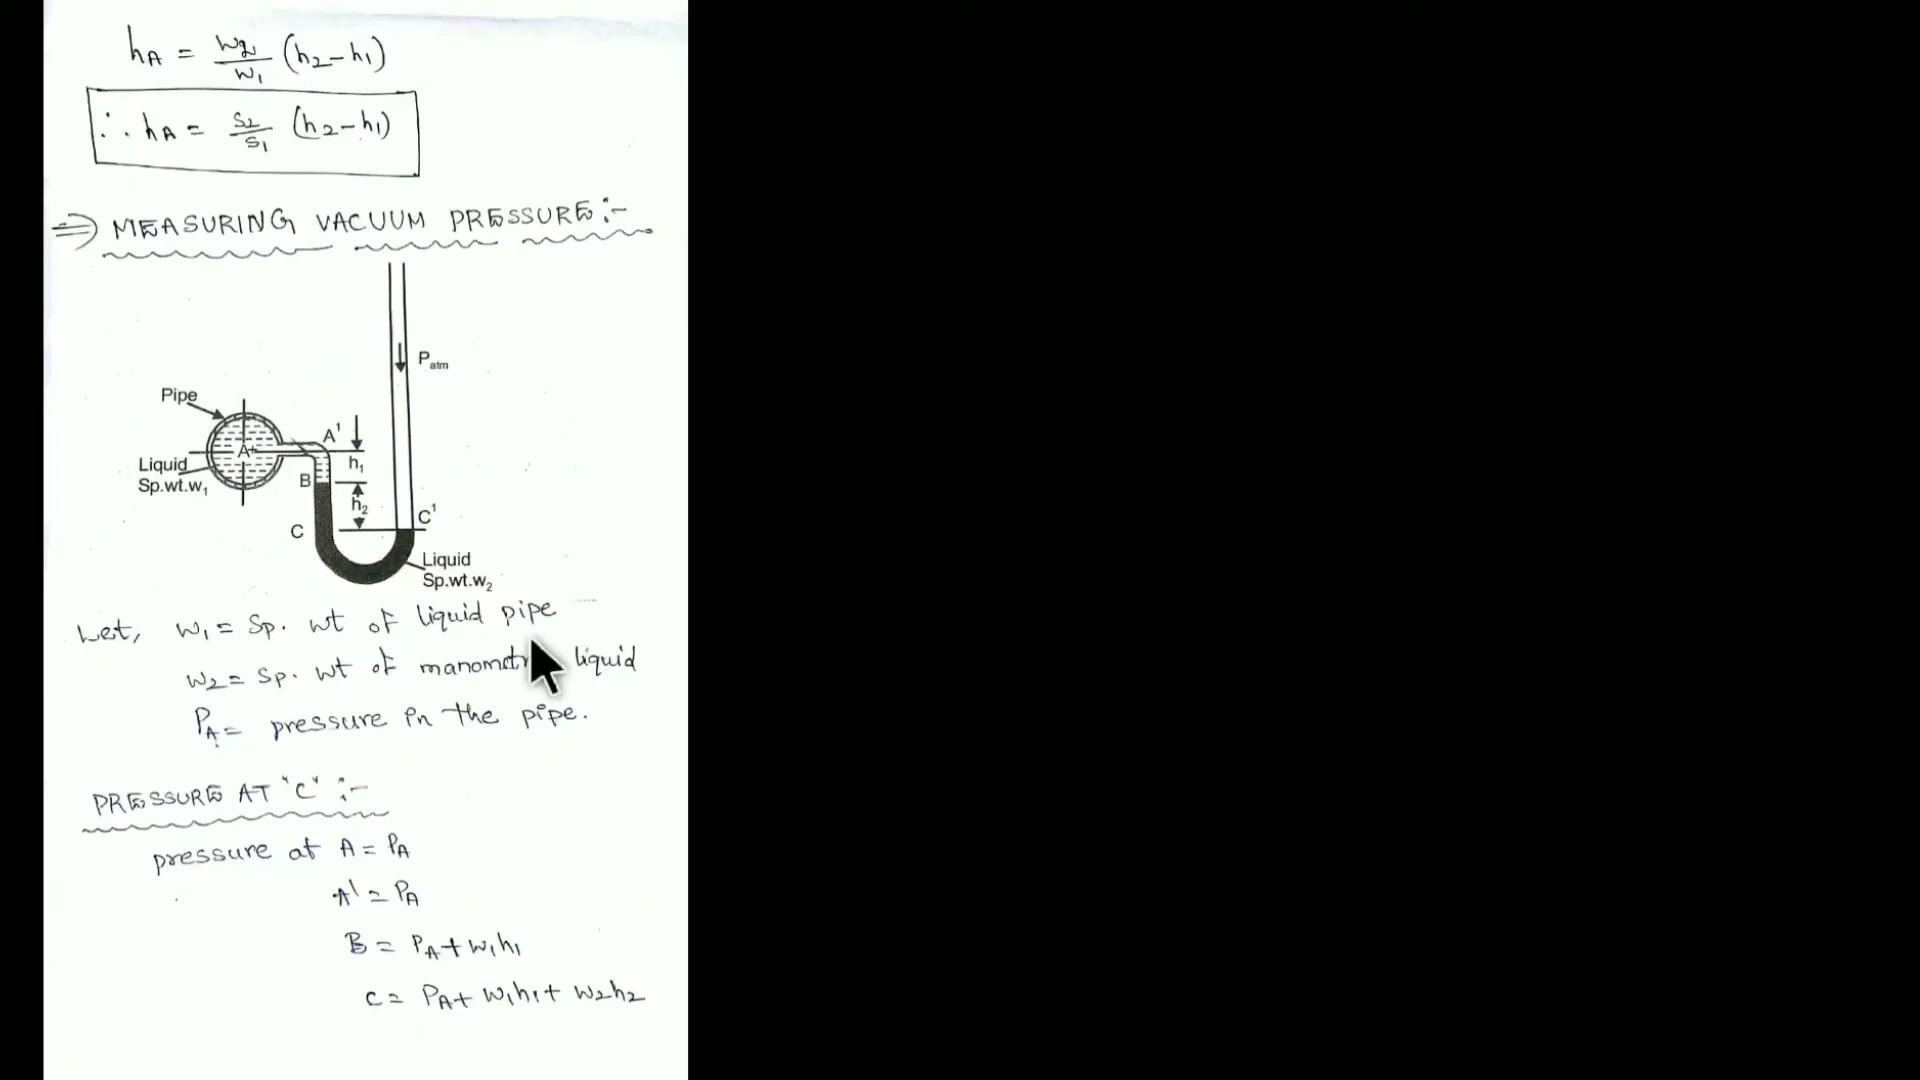 hA = w2/w1 (h2-h1)
∴ hA = s2/s1 (h2-h1)
⇒ MEASURING VACUUM PRESSURE:-
Patm
Pipe
A'
A+
h1
Liquid
Sp.wt.w1
B
h2
C'
C
Liquid
Sp.wt.w2
Let, w1 = Sp. wt of liquid pipe
w2 = Sp. wt of liquid
PA = pressure in the pipe.
PRESSURE AT "C" :-
pressure at A = PA
A' = PA
B = PA + w1h1
C = PA + w1h1 + w2h2